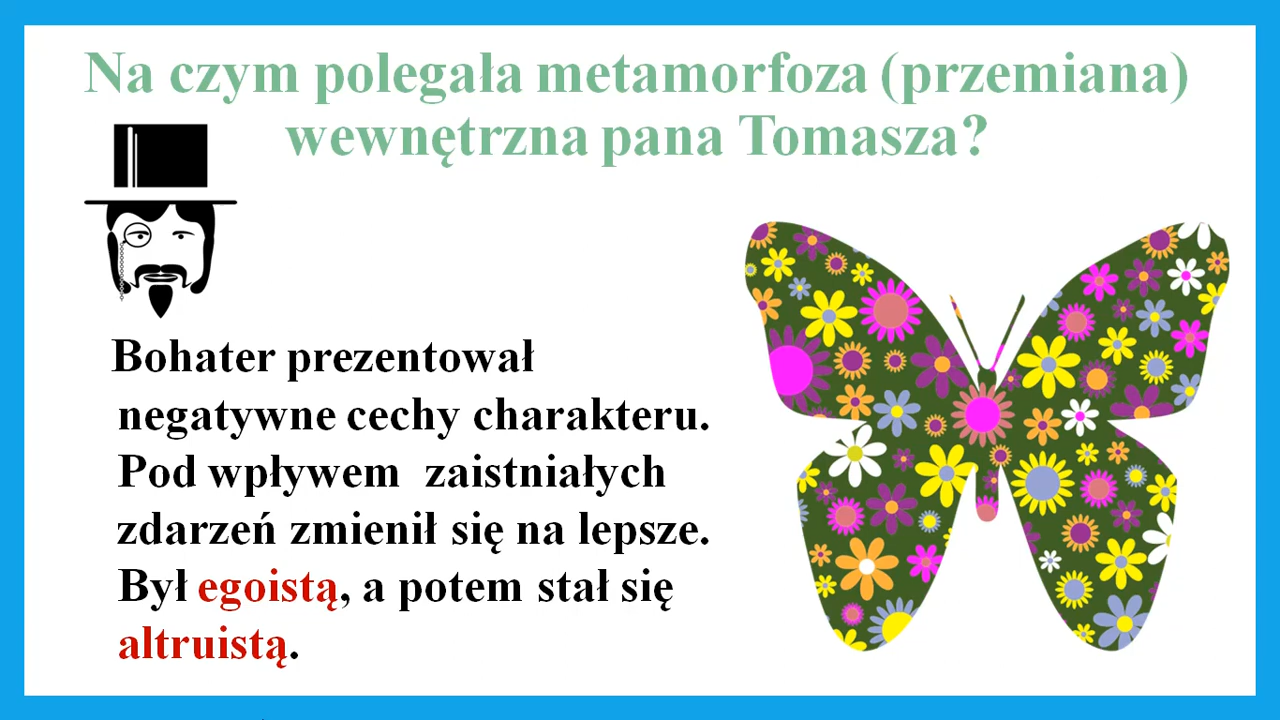 Na czym polegała metamorfoza (przemiana)
wewnętrzna pana Tomasza?
Bohater prezentował
negatywne cechy charakteru.
Pod wpływem zaistniałych
zdarzeń zmienił się na lepsze.
Był egoistą, a potem stał się
altruistą.